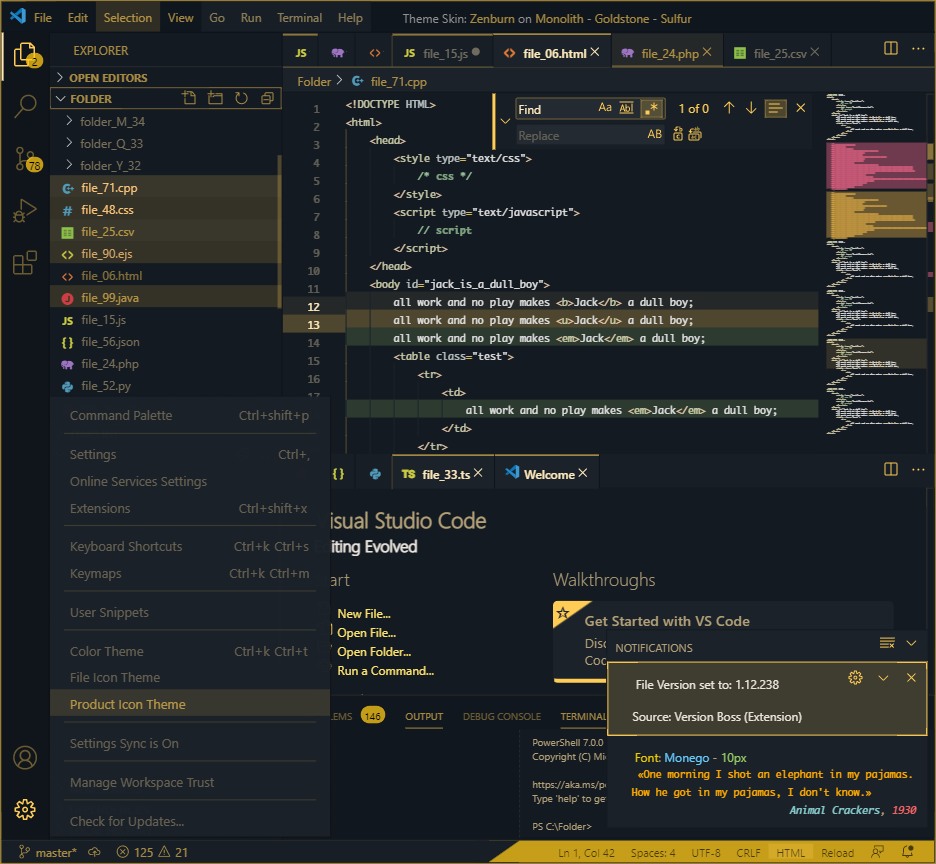 File Edit Selection View Go Run Terminal Help Theme Skin: Zenburn on Monolith - Goldstone - Sulfur
2
78
EXPLORER
OPEN EDITORS
FOLDER
folder_M_34
folder_Q_33
folder_Y_32
file_71.cpp
file_48.css
file_25.csv
file_90.ejs
file_06.html
file_99.java
file_15.js
file_56.json
file_24.php
file_52.py
JS
JS file_15.js
file_06.html
file_24.php
file_25.csv
Folder > file_71.cpp
Find Aa Abl .* 1 of 0
Replace AB
1 <!DOCTYPE HTML>
2 <html>
3 <head>
4 <style type="text/css">
5 /* css */
6 </style>
7 <script type="text/javascript">
8 // script
9 </script>
10 </head>
11 <body id="jack_is_a_dull_boy">
12 all work and no play makes <b>Jack</b> a dull boy;
13 all work and no play makes <u>Jack</u> a dull boy;
14 all work and no play makes <em>Jack</em> a dull boy;
15 <table class="test">
16 <tr>
17 <td>
all work and no play makes <em>Jack</em> a dull boy;
</td>
</tr>
Command Palette Ctrl+shift+p
Settings Ctrl+,
Online Services Settings
Extensions Ctrl+shift+x
Keyboard Shortcuts Ctrl+k Ctrl+s
Keymaps Ctrl+k Ctrl+m
User Snippets
Color Theme Ctrl+k Ctrl+t
File Icon Theme
Product Icon Theme
Settings Sync is On
Manage Workspace Trust
Check for Updates...
{} TS file_33.ts Welcome
isual Studio Code
iting Evolved
art
New File...
Open File...
Open Folder...
Run a Command...
Walkthroughs
Get Started with VS Code
Disc
Coc
NOTIFICATIONS
File Version set to: 1.12.238
Source: Version Boss (Extension)
Font: Monego - 10px
«One morning I shot an elephant in my pajamas.
How he got in my pajamas, I don't know.»
Animal Crackers, 1930
LEMS 146 OUTPUT DEBUG CONSOLE TERMINAL
PowerShell 7.0.0
Copyright (C) Mi
https://aka.ms/p
Type 'help' to ge
PS C:\Folder>
master* 125 21 Ln 1, Col 42 Spaces: 4 UTF-8 CRLF HTML Reload